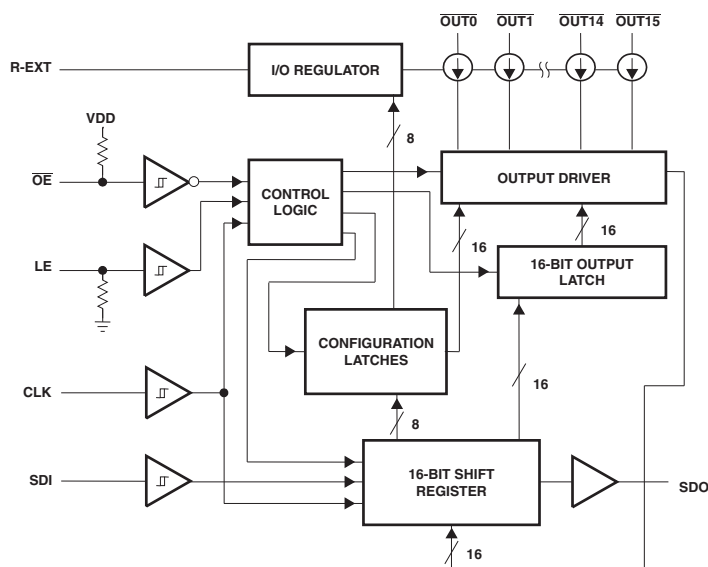 OUT0 OUT1 OUT14 OUT15
R-EXT
I/O REGULATOR
VDD
8
OE
CONTROL
LOGIC
OUTPUT DRIVER
16
16
LE
16-BIT OUTPUT
LATCH
CONFIGURATION
LATCHES
CLK
16
8
SDI
16-BIT SHIFT
REGISTER
SDO
16